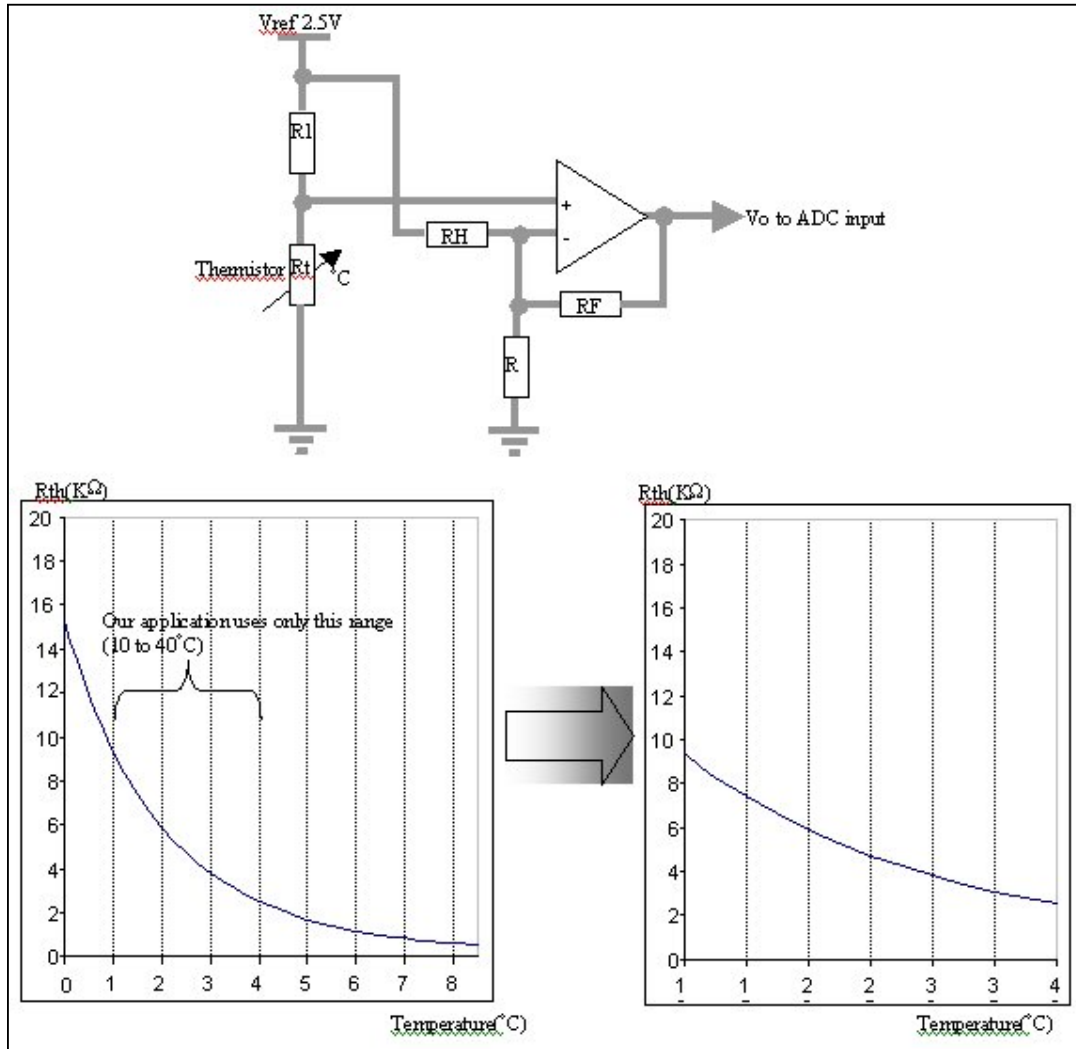 Vref 2.5V
R1
+
-
Vo to ADC input
RH
Thermistor Rt
°C
RF
R
Rth(KΩ)
20
18
16
14
12
10
8
6
4
2
0
Our application uses only this range
(10 to 40°C)
0 1 2 3 4 5 6 7 8
Temperature(°C)
Rth(KΩ)
20
18
16
14
12
10
8
6
4
2
0
1 1 2 2 3 3 4
Temperature(°C)